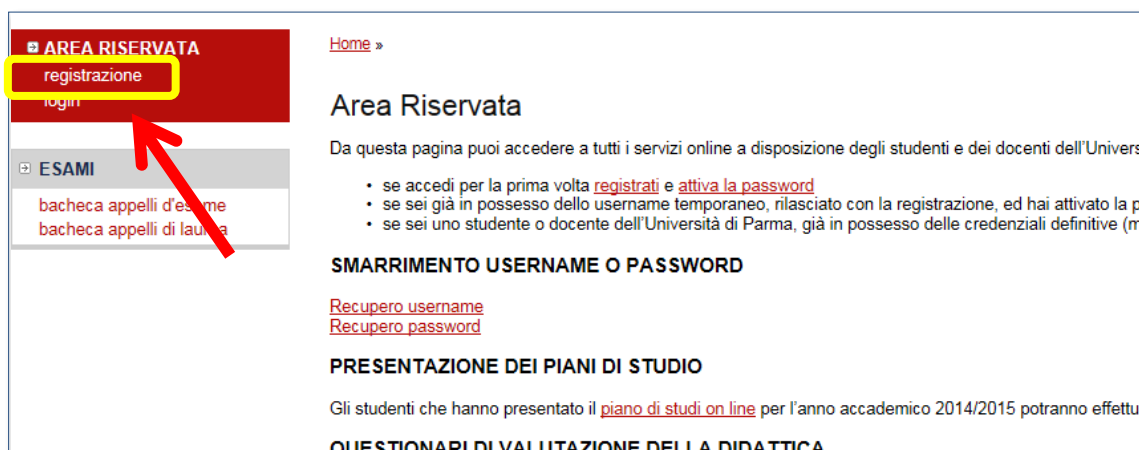 AREA RISERVATA
registrazione
login
ESAMI
bacheca appelli d'esame
bacheca appelli di laurea
Home »
Area Riservata
Da questa pagina puoi accedere a tutti i servizi online a disposizione degli studenti e dei docenti dell'Univers
• se accedi per la prima volta registrati e attiva la password
• se sei già in possesso dello username temporaneo, rilasciato con la registrazione, ed hai attivato la p
• se sei uno studente o docente dell'Università di Parma, già in possesso delle credenziali definitive (m
SMARRIMENTO USERNAME O PASSWORD
Recupero username
Recupero password
PRESENTAZIONE DEI PIANI DI STUDIO
Gli studenti che hanno presentato il piano di studi on line per l'anno accademico 2014/2015 potranno effettu
QUESTIONARI DI VALUTAZIONE DELLA DIDATTICA